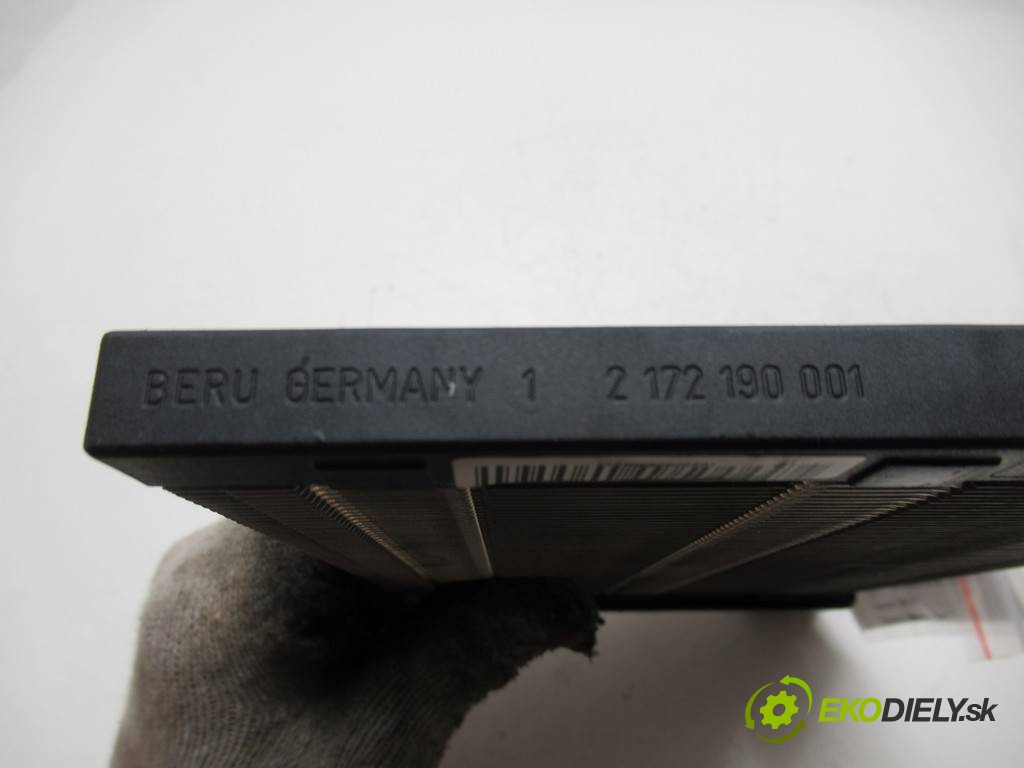 BERU GERMANY 1 2 172 190 001
EKODIELY.sk